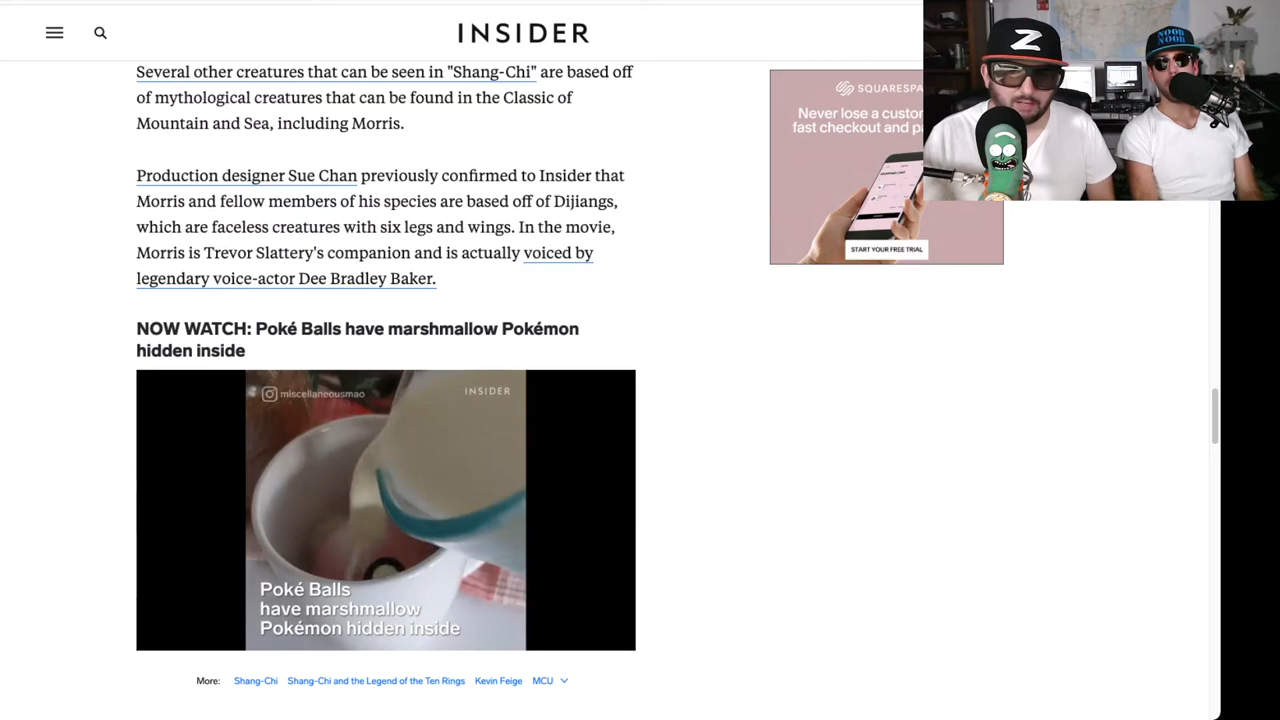 INSIDER
Several other creatures that can be seen in "Shang-Chi" are based off
of mythological creatures that can be found in the Classic of
Mountain and Sea, including Morris.
Production designer Sue Chan previously confirmed to Insider that
Morris and fellow members of his species are based off of Dijiangs,
which are faceless creatures with six legs and wings. In the movie,
Morris is Trevor Slattery's companion and is actually voiced by
legendary voice-actor Dee Bradley Baker.
NOW WATCH: Poké Balls have marshmallow Pokémon
hidden inside
miscellaneousmao
INSIDER
Poké Balls
have marshmallow
Pokémon hidden inside
More: Shang-Chi Shang-Chi and the Legend of the Ten Rings Kevin Feige MCU
SQUARESPA
Never lose a custom
fast checkout and pa
START YOUR FREE TRIAL
Z
NOOB
NOOB